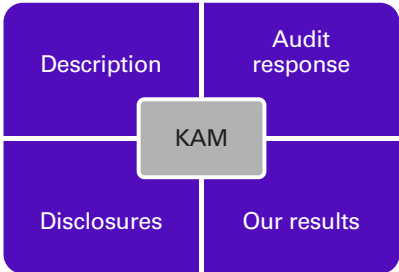 Description
Audit
response
KAM
Disclosures
Our results